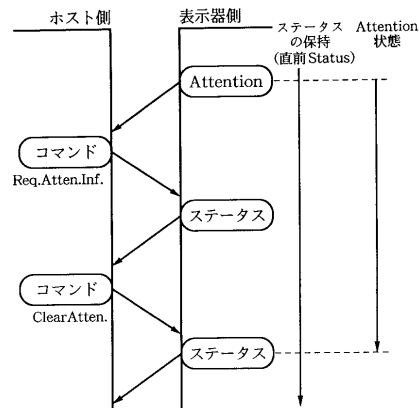 ホスト側
表示器側
ステータス
の保持
(直前Status)
Attention
状態
Attention
コマンド
Req.Atten.Inf.
ステータス
コマンド
ClearAtten.
ステータス